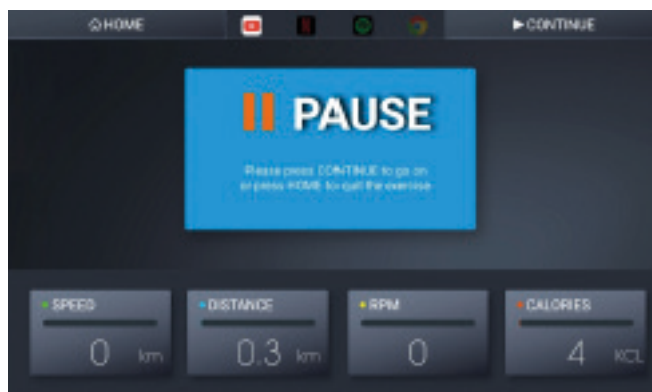 HOME
CONTINUE
PAUSE
Please press CONTINUE to go on
or press HOME to quit the exercise
SPEED
DISTANCE
RPM
CALORIES
0 km
0.3 km
0
4 KCL